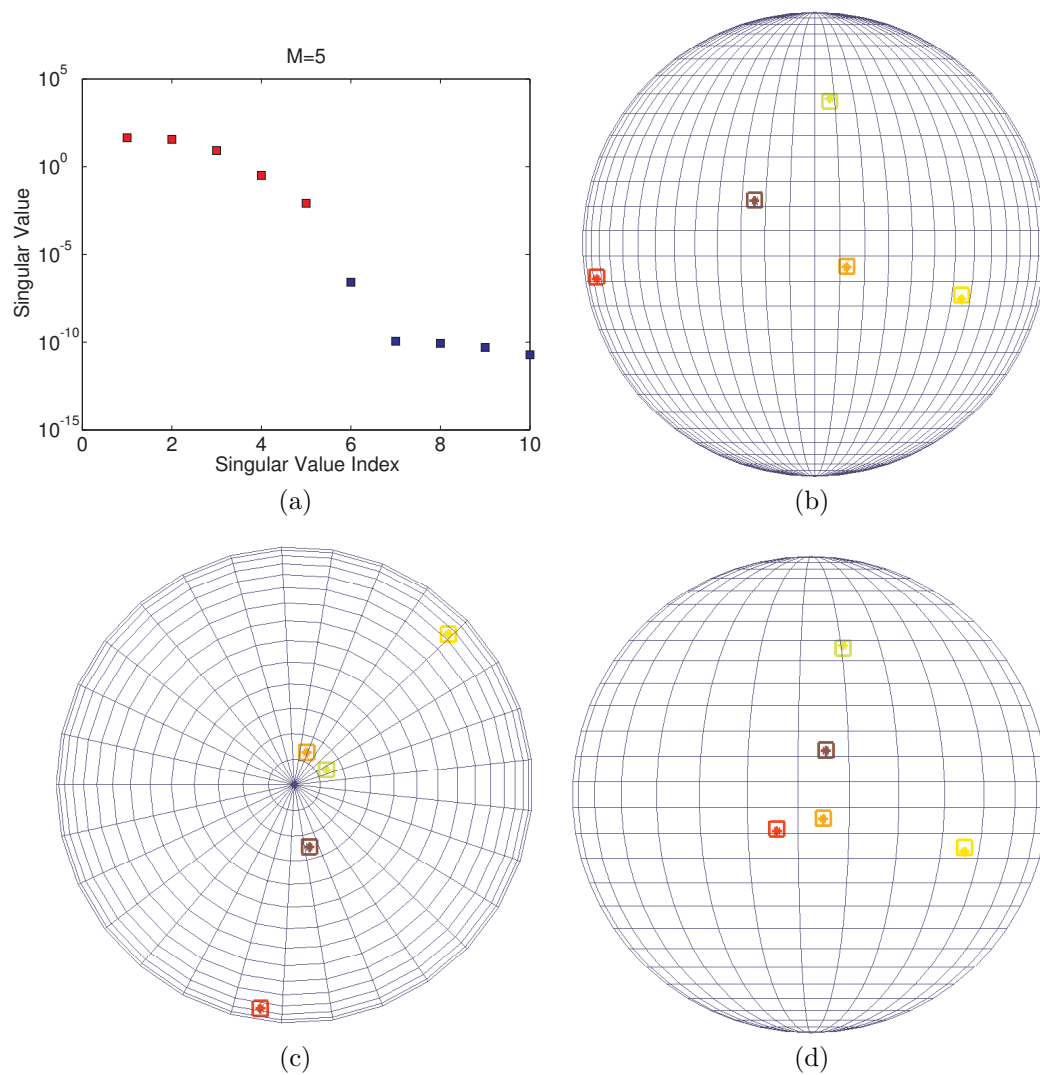 M=5
Singular Value
10^5
10^0
10^-5
10^-10
10^-15
0 2 4 6 8 10
Singular Value Index
(a)
(b)
(c)
(d)